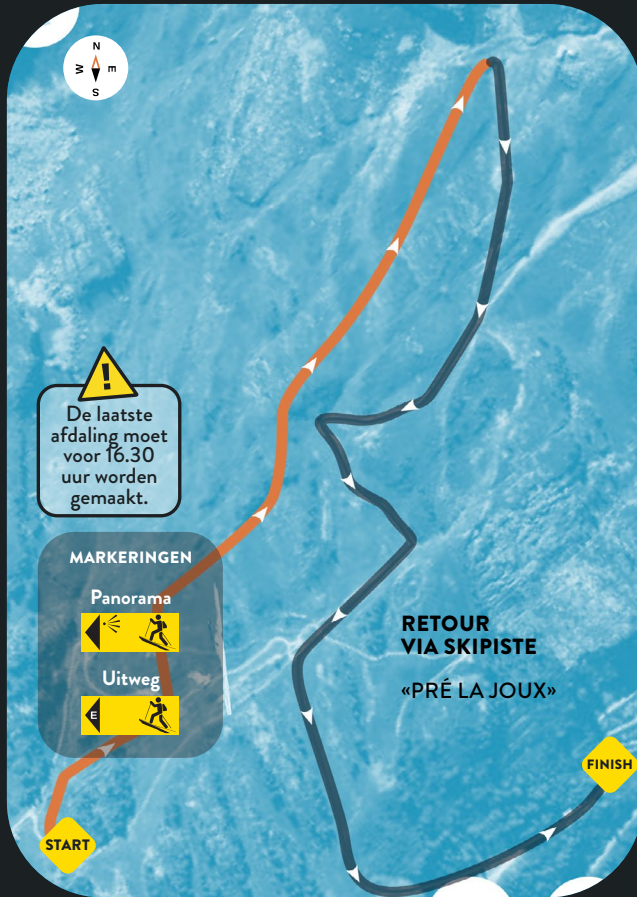 N
W
E
S
!
De laatste
afdaling moet
voor 16.30
uur worden
gemaakt.
MARKERINGEN
Panorama
Uitweg
E
RETOUR
VIA SKIPISTE
«PRÉ LA JOUX»
FINISH
START